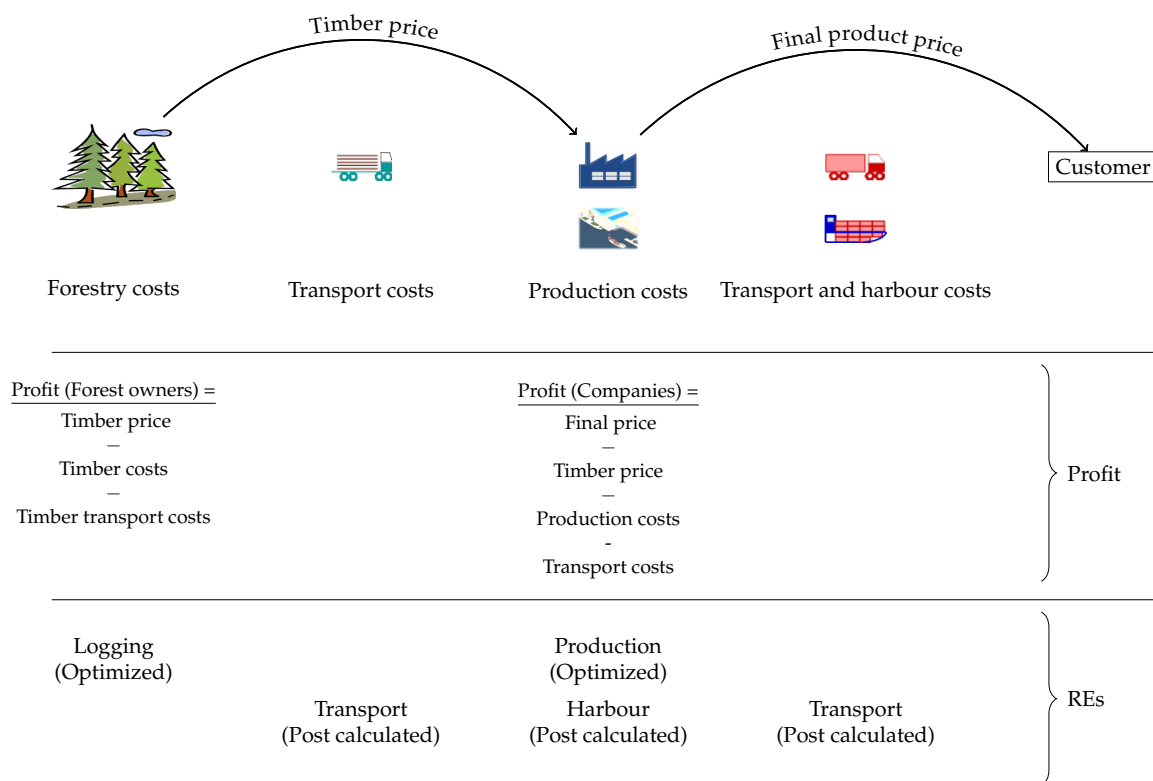 Timber price
Final product price
Customer
Forestry costs
Transport costs
Production costs
Transport and harbour costs
Profit (Forest owners) =
Timber price
−
Timber costs
−
Timber transport costs
Profit (Companies) =
Final price
−
Timber price
−
Production costs
-
Transport costs
Profit
Logging
(Optimized)
Production
(Optimized)
Transport
(Post calculated)
Harbour
(Post calculated)
Transport
(Post calculated)
REs